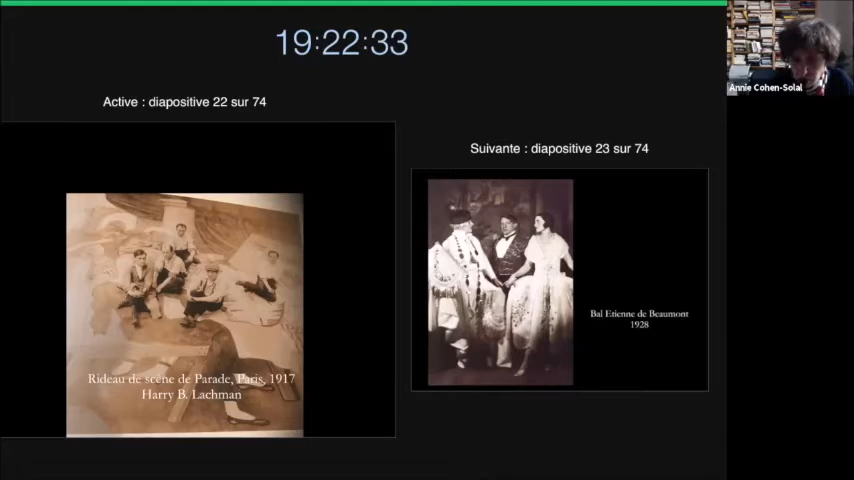 19:22:33
Annie Cohen-Solal
Active : diapositive 22 sur 74
Suivante : diapositive 23 sur 74
Rideau de scène de Parade, Paris, 1917
Harry B. Lachman
Bal Etienne de Beaumont
1928